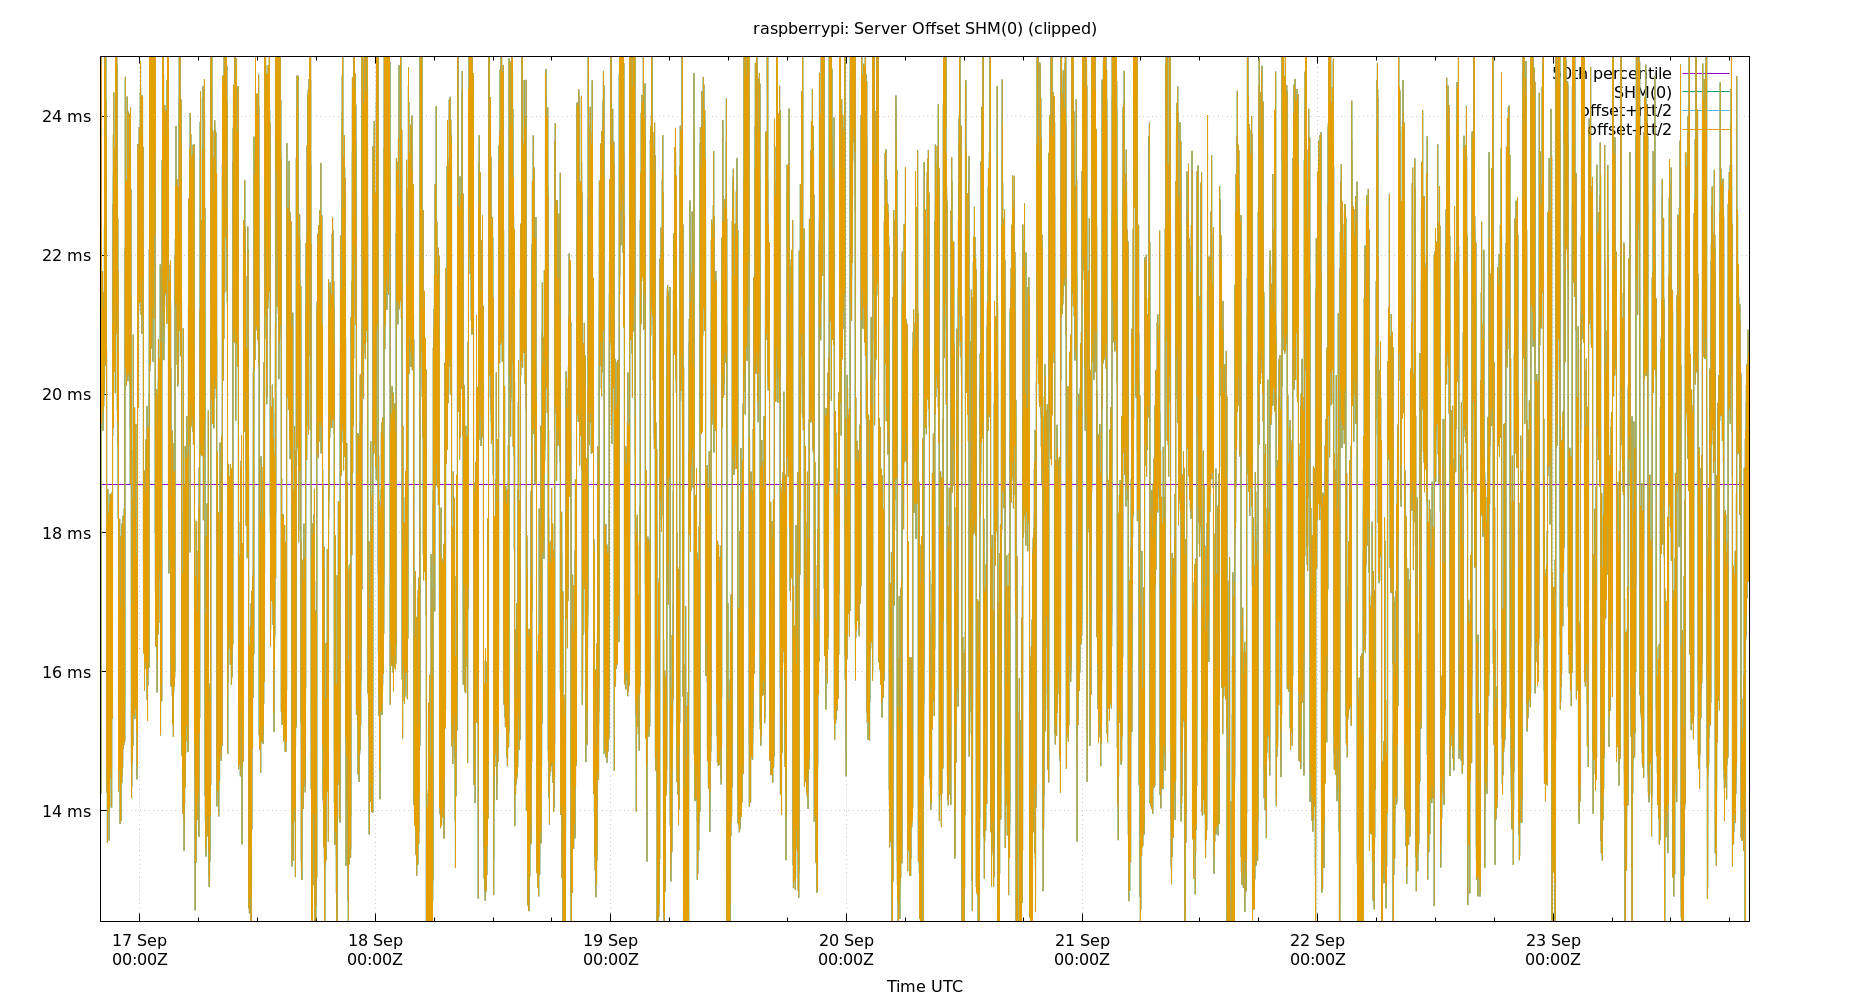 raspberrypi: Server Offset SHM(0) (clipped)
50th percentile
SHM(0)
offset+rtt/2
offset-rtt/2
24 ms
22 ms
20 ms
18 ms
16 ms
14 ms
17 Sep 18 Sep 19 Sep 20 Sep 21 Sep 22 Sep 23 Sep
00:00Z 00:00Z 00:00Z 00:00Z 00:00Z 00:00Z 00:00Z
Time UTC